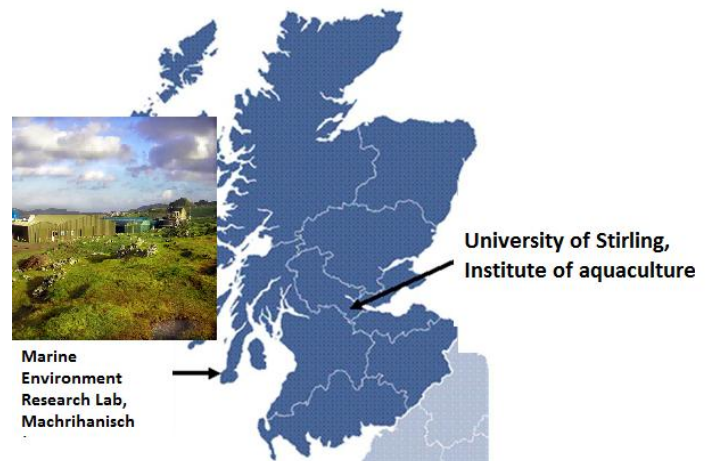 University of Stirling,
Institute of aquaculture
Marine
Environment
Research Lab,
Machrihanisch